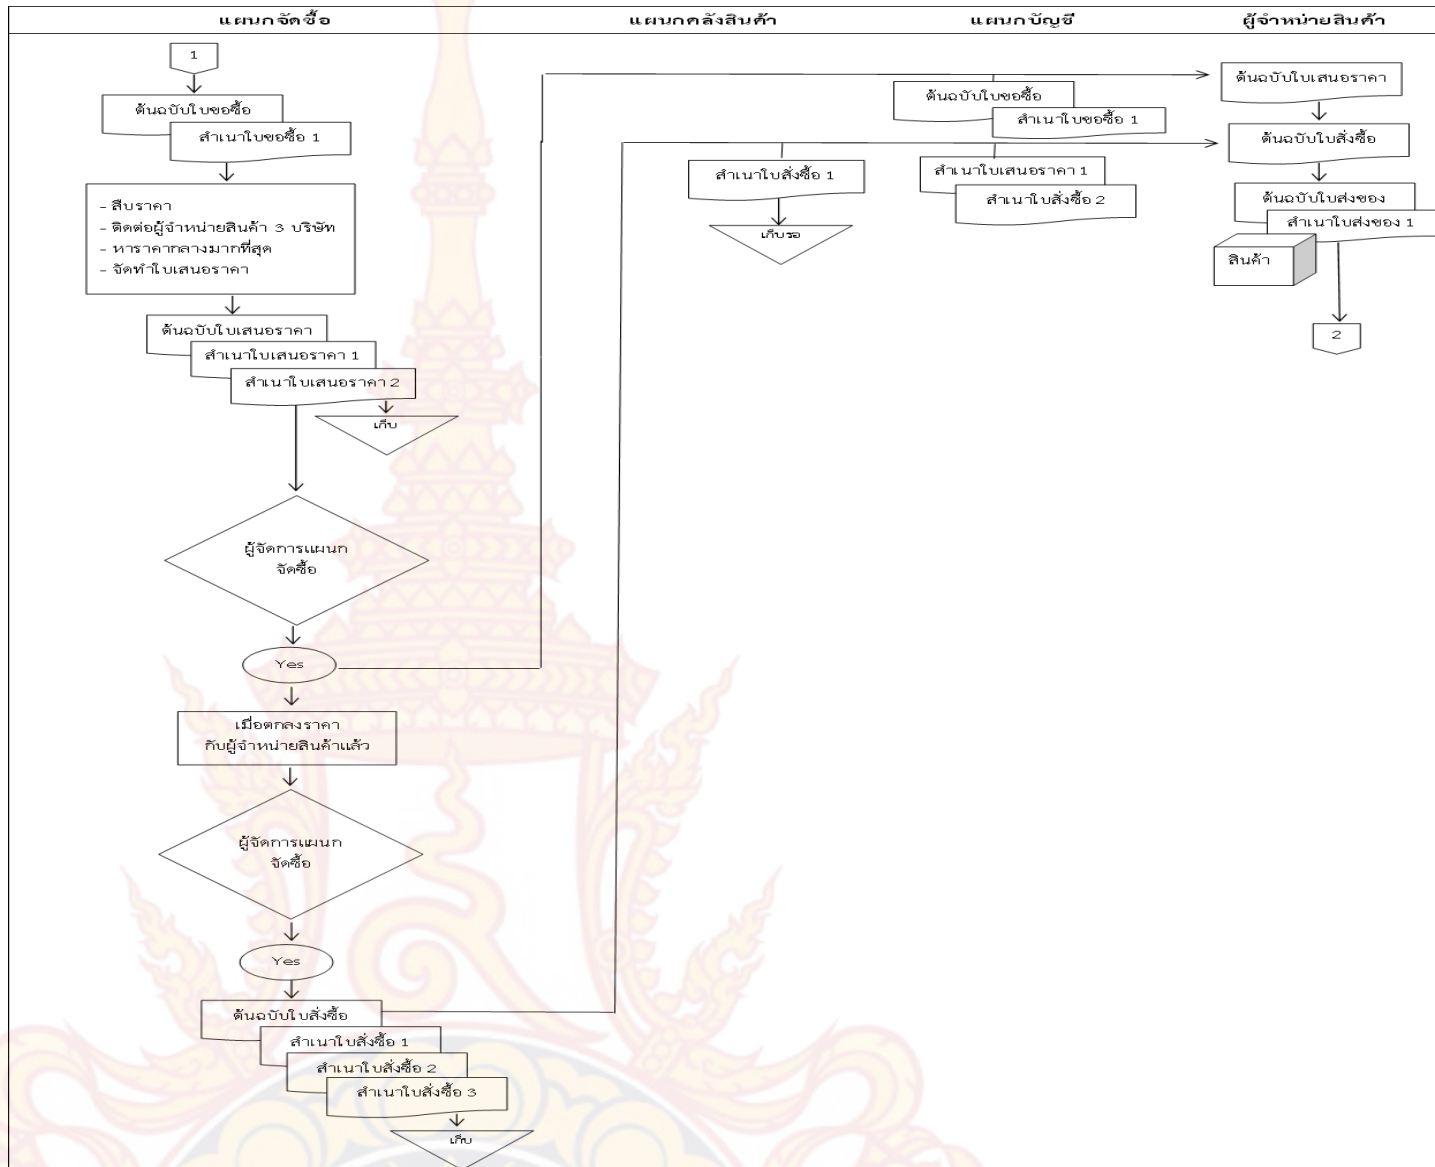 แผนกจัดซื้อ
แผนกคลังสินค้า
แผนกบัญชี
ผู้จำหน่ายสินค้า
1
ต้นฉบับใบขอซื้อ
สำเนาใบขอซื้อ 1
- สืบราคา
- ติดต่อผู้จำหน่ายสินค้า 3 บริษัท
- หาราคากลางมากที่สุด
- จัดทำใบเสนอราคา
ต้นฉบับใบเสนอราคา
สำเนาใบเสนอราคา 1
สำเนาใบเสนอราคา 2
เก็บ
ผู้จัดการแผนก
จัดซื้อ
Yes
เมื่อตกลงราคา
กับผู้จำหน่ายสินค้าแล้ว
ผู้จัดการแผนก
จัดซื้อ
Yes
ต้นฉบับใบสั่งซื้อ
สำเนาใบสั่งซื้อ 1
สำเนาใบสั่งซื้อ 2
สำเนาใบสั่งซื้อ 3
เก็บ
สำเนาใบสั่งซื้อ 1
เก็บรอ
ต้นฉบับใบขอซื้อ
สำเนาใบขอซื้อ 1
สำเนาใบเสนอราคา 1
สำเนาใบสั่งซื้อ 2
ต้นฉบับใบเสนอราคา
ต้นฉบับใบสั่งซื้อ
ต้นฉบับใบส่งของ
สำเนาใบส่งของ 1
สินค้า
2